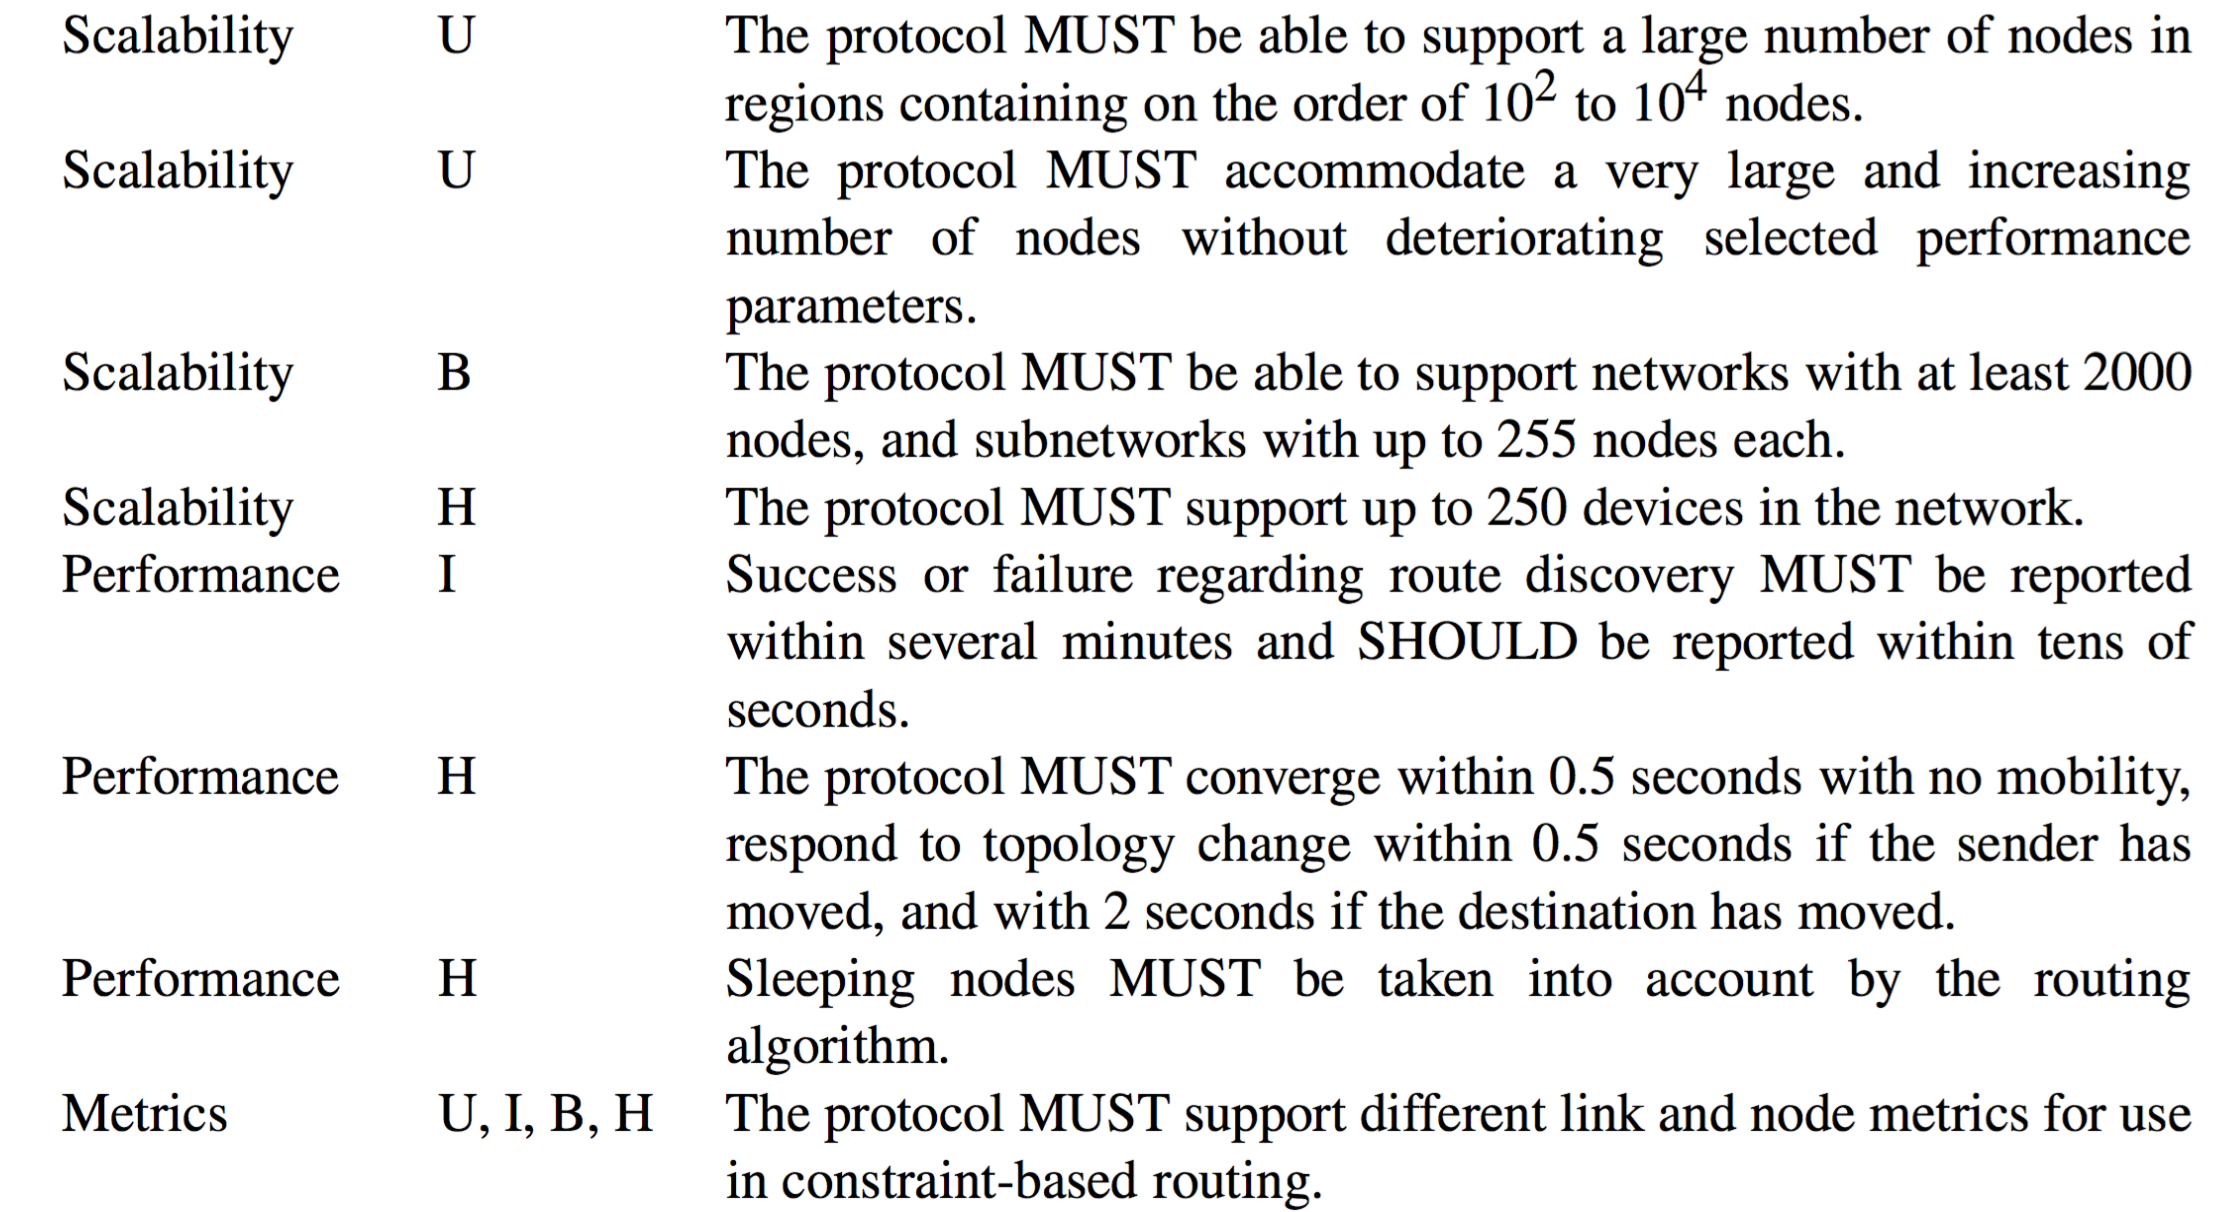 Scalability U The protocol MUST be able to support a large number of nodes in
regions containing on the order of 10² to 10⁴ nodes.
Scalability U The protocol MUST accommodate a very large and increasing
number of nodes without deteriorating selected performance
parameters.
Scalability B The protocol MUST be able to support networks with at least 2000
nodes, and subnetworks with up to 255 nodes each.
Scalability H The protocol MUST support up to 250 devices in the network.
Performance I Success or failure regarding route discovery MUST be reported
within several minutes and SHOULD be reported within tens of
seconds.
Performance H The protocol MUST converge within 0.5 seconds with no mobility,
respond to topology change within 0.5 seconds if the sender has
moved, and with 2 seconds if the destination has moved.
Performance H Sleeping nodes MUST be taken into account by the routing
algorithm.
Metrics U, I, B, H The protocol MUST support different link and node metrics for use
in constraint-based routing.